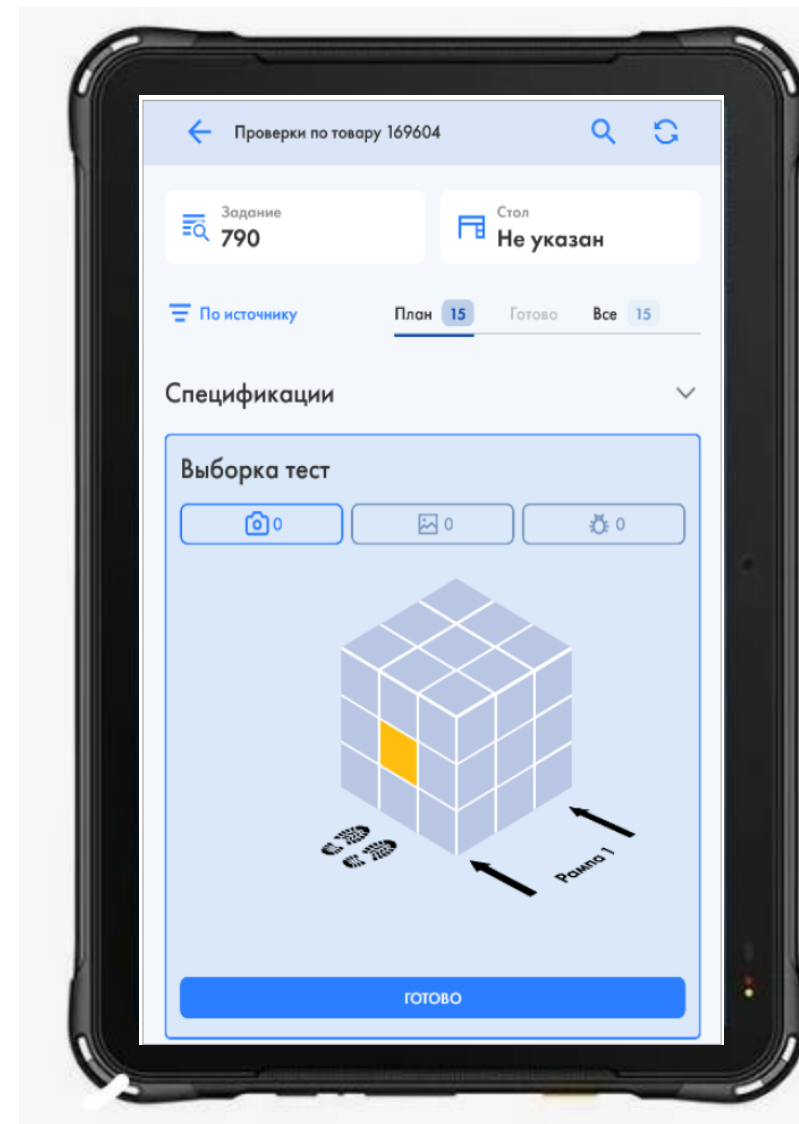 Проверки по товару 169604
Задание
790
Стол
Не указан
По источнику
План 15
Готово
Все 15
Спецификации
Выборка тест
0
0
0
Рампа 1
ГОТОВО